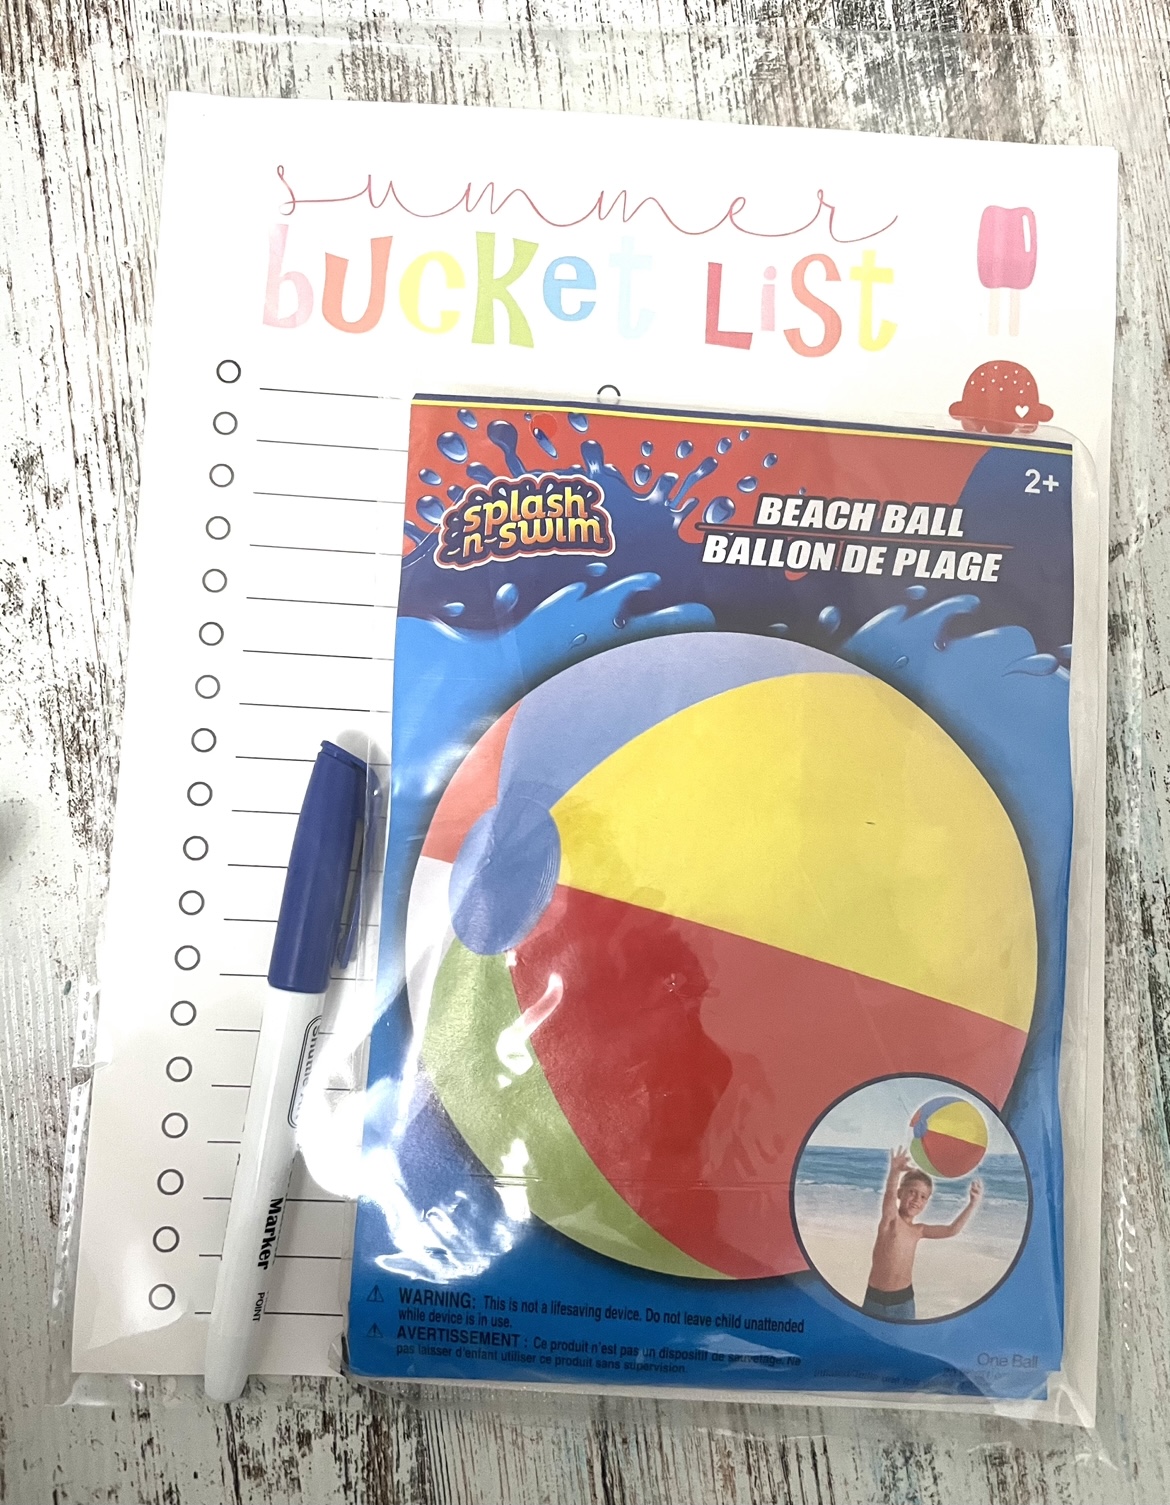 summer
bucKet LiSt
splash
n-swim
2+
BEACH BALL
BALLON DE PLAGE
Marker
POINT
WARNING: This is not a lifesaving device. Do not leave child unattended
while device is in use.
AVERTISSEMENT : Ce produit n'est pas un dispositif de sauvetage. Ne
pas laisser d'enfant utiliser ce produit sans supervision.
One Ball